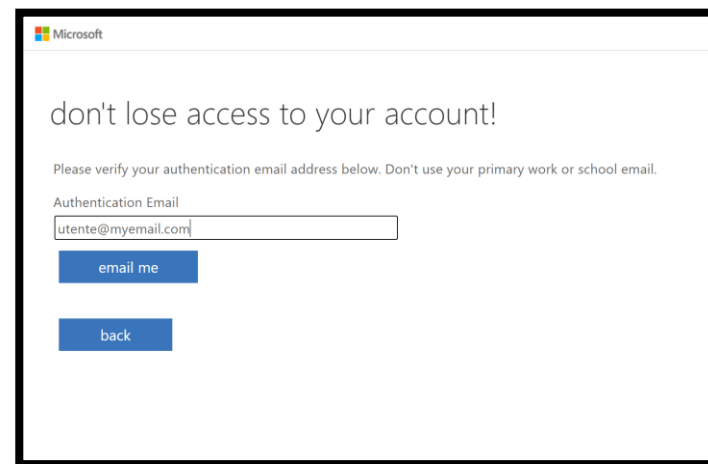 Microsoft
don't lose access to your account!
Please verify your authentication email address below. Don't use your primary work or school email.
Authentication Email
utente@myemail.com
email me
back